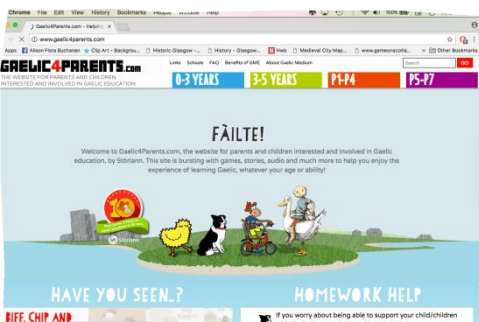 Chrome File Edit View History Bookmarks People Window Help
Gaelic4Parents.com - Helping
www.gaelic4parents.com
Apps Alison Flora Buchanan Clip Art - Backgrou... Historic Glasgow -... History - Glasgow... Web Medieval City Map... www.gameonscotla... Other Bookmarks
GAELIC4PARENTS.com
THE WEBSITE FOR PARENTS AND CHILDREN
INTERESTED AND INVOLVED IN GAELIC EDUCATION
Links Schools FAQ Benefits of GME About Gaelic Medium
Search GO!
0-3 YEARS 3-5 YEARS P1-P4 P5-P7
FÀILTE!
Welcome to Gaelic4Parents.com, the website for parents and children interested and involved in Gaelic
education, by Stòrlann. This site is bursting with games, stories, audio and much more to help you enjoy the
experience of learning Gaelic, whatever your age or ability!
10
Stòrlann
HAVE YOU SEEN..? HOMEWORK HELP
BIFF, CHIP AND
If you worry about being able to support your child/children